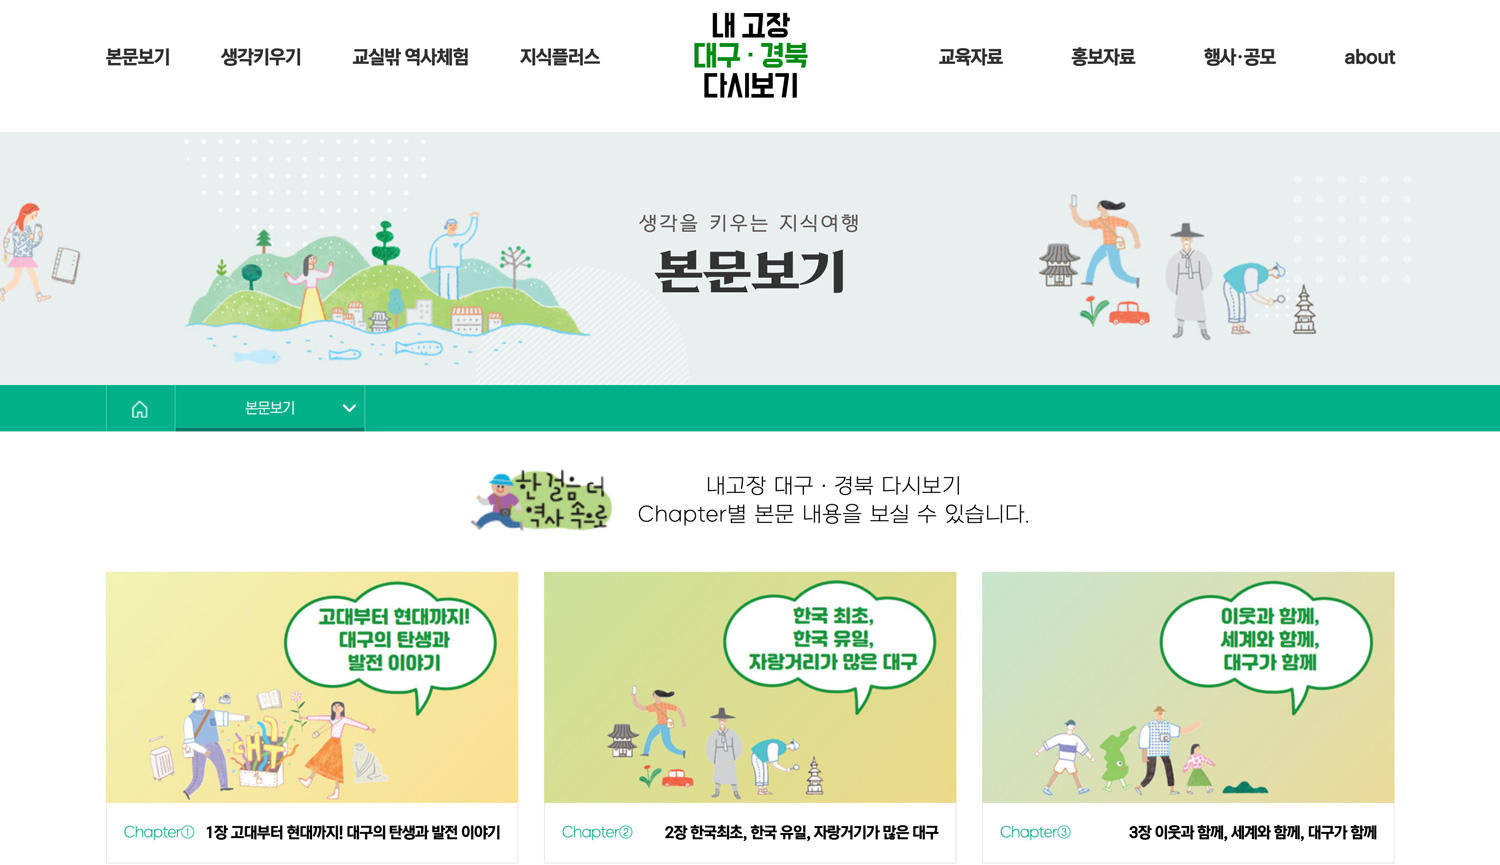 본문보기
생각키우기
교실밖 역사체험
지식플러스
내 고장
대구 · 경북
다시보기
교육자료
홍보자료
행사·공모
about
생각을 키우는 지식여행
본문보기
본문보기
한 걸음 더
역사 속으로
내고장 대구 · 경북 다시보기
Chapter별 본문 내용을 보실 수 있습니다.
고대부터 현대까지!
대구의 탄생과
발전 이야기
대구
Chapter① 1장 고대부터 현대까지! 대구의 탄생과 발전 이야기
한국 최초,
한국 유일,
자랑거리가 많은 대구
Chapter② 2장 한국최초, 한국 유일, 자랑거기가 많은 대구
이웃과 함께,
세계와 함께,
대구가 함께
Chapter③ 3장 이웃과 함께, 세계와 함께, 대구가 함께